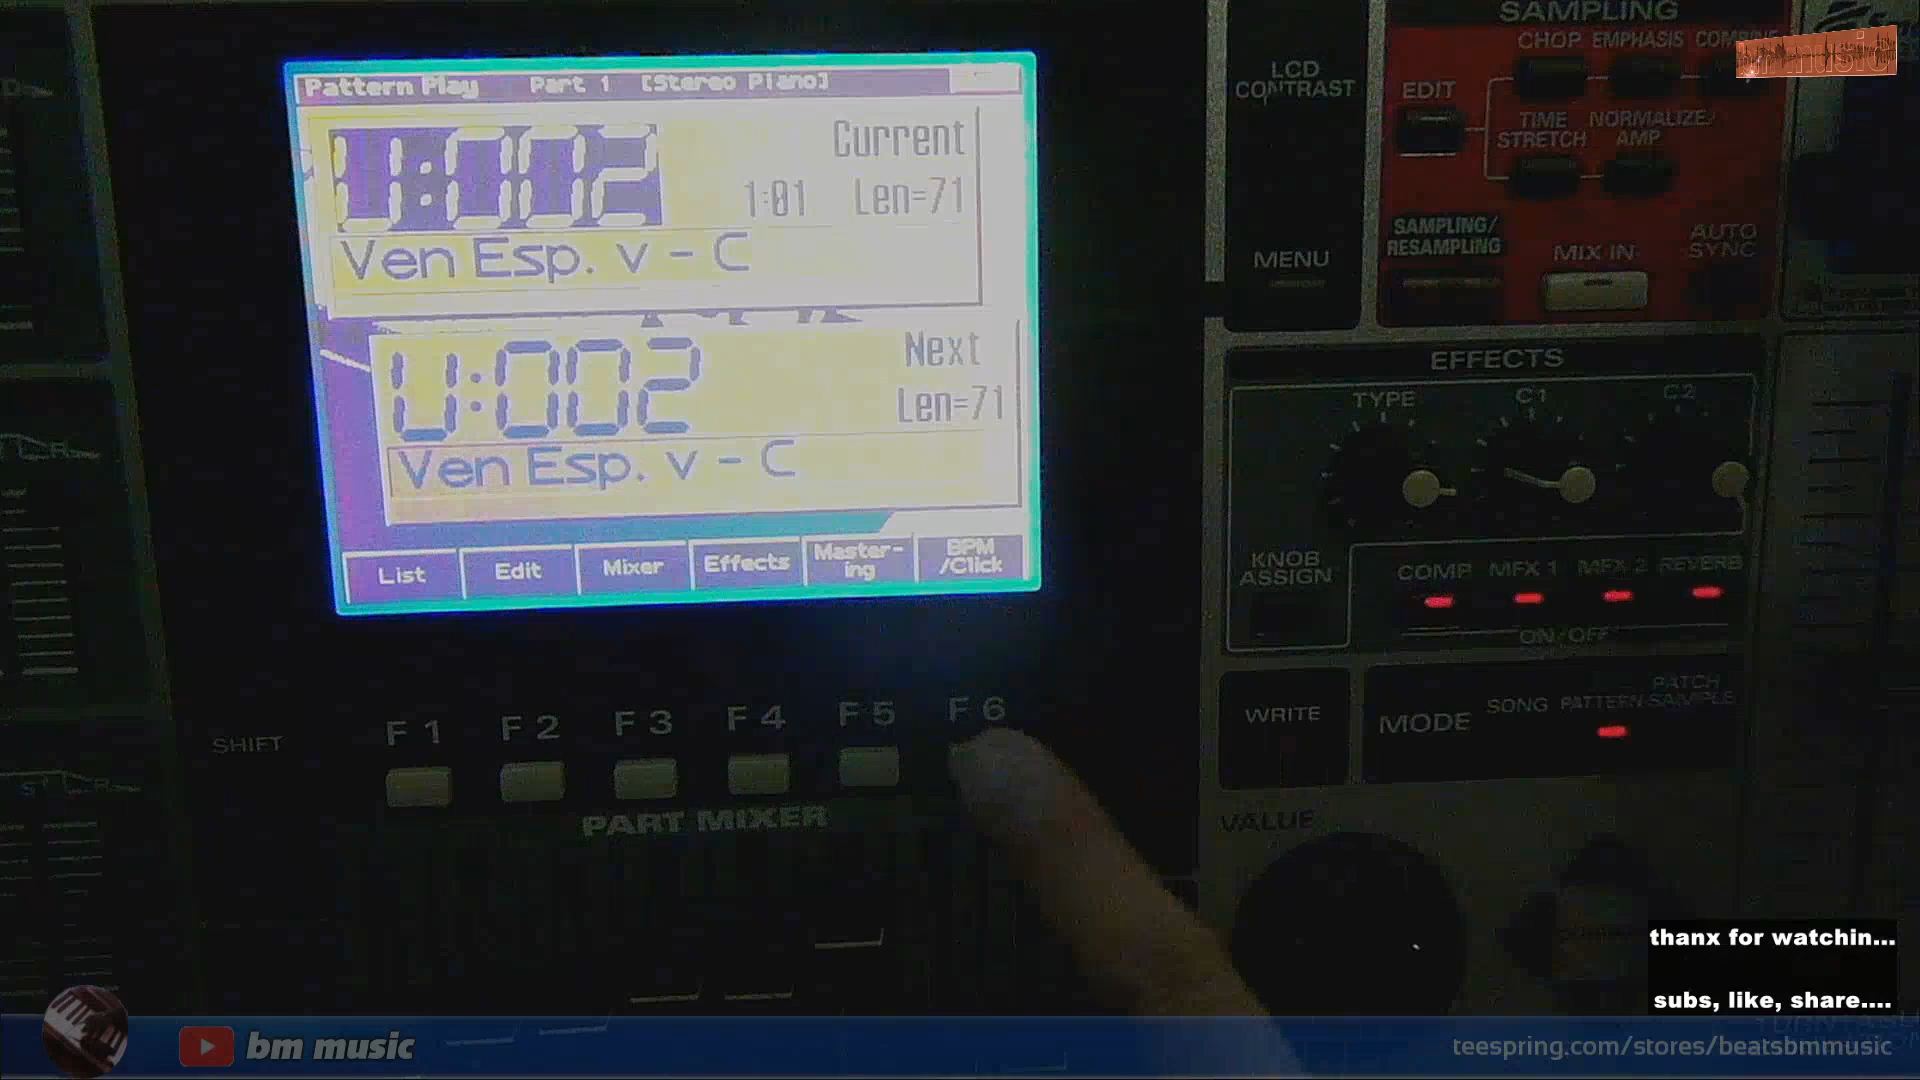 Pattern Play Part 1 [Stereo Piano]
U:002
Current
1:01 Len=71
Ven Esp. v - C
U:002
Next
Len=71
Ven Esp. v - C
List Edit Mixer Effects Master-ing BPM/Click
SHIFT F1 F2 F3 F4 F5 F6
PART MIXER
LCD CONTRAST
MENU
SAMPLING
CHOP EMPHASIS
EDIT
TIME STRETCH NORMALIZE/AMP
SAMPLING/RESAMPLING
MIX IN
AUTO SYNC
music
EFFECTS
TYPE C1 C2
KNOB ASSIGN
COMP MFX 1 MFX 2 REVERB
ON/OFF
WRITE
MODE SONG PATTERN PATCH SAMPLE
VALUE
thanx for watchin...
subs, like, share....
bm music
teespring.com/stores/beatsbmmusic